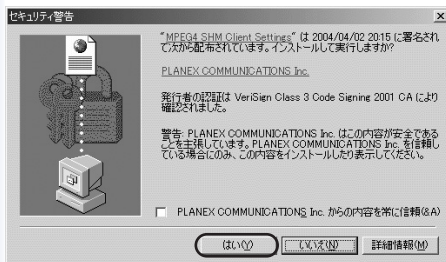 セキュリティ警告
"MPEG4 SHM Client Settings" は 2004/04/02 20:15 に署名され
て次から配布されています。インストールして実行しますか?
PLANEX COMMUNICATIONS Inc.
発行者の認証は VeriSign Class 3 Code Signing 2001 CA により
確認されました。
警告: PLANEX COMMUNICATIONS Inc. はこの内容が安全である
ことを主張しています。PLANEX COMMUNICATIONS Inc. を信頼し
ている場合にのみ、この内容をインストールしたり表示してください。
PLANEX COMMUNICATIONS Inc. からの内容を常に信頼(&A)
はい(Y) いいえ(N) 詳細情報(M)